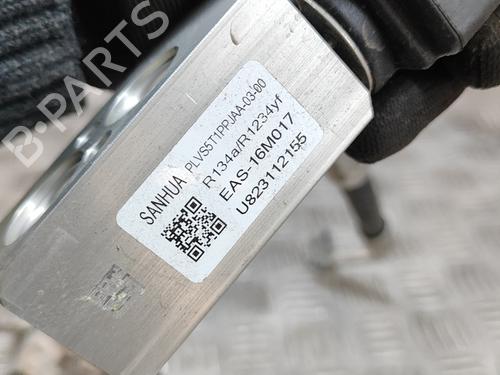 SANHUA
PLVS5T1PPJAA-03-00
R134a/R1234yf
EAS-16M017
U823112155
B-PARTS